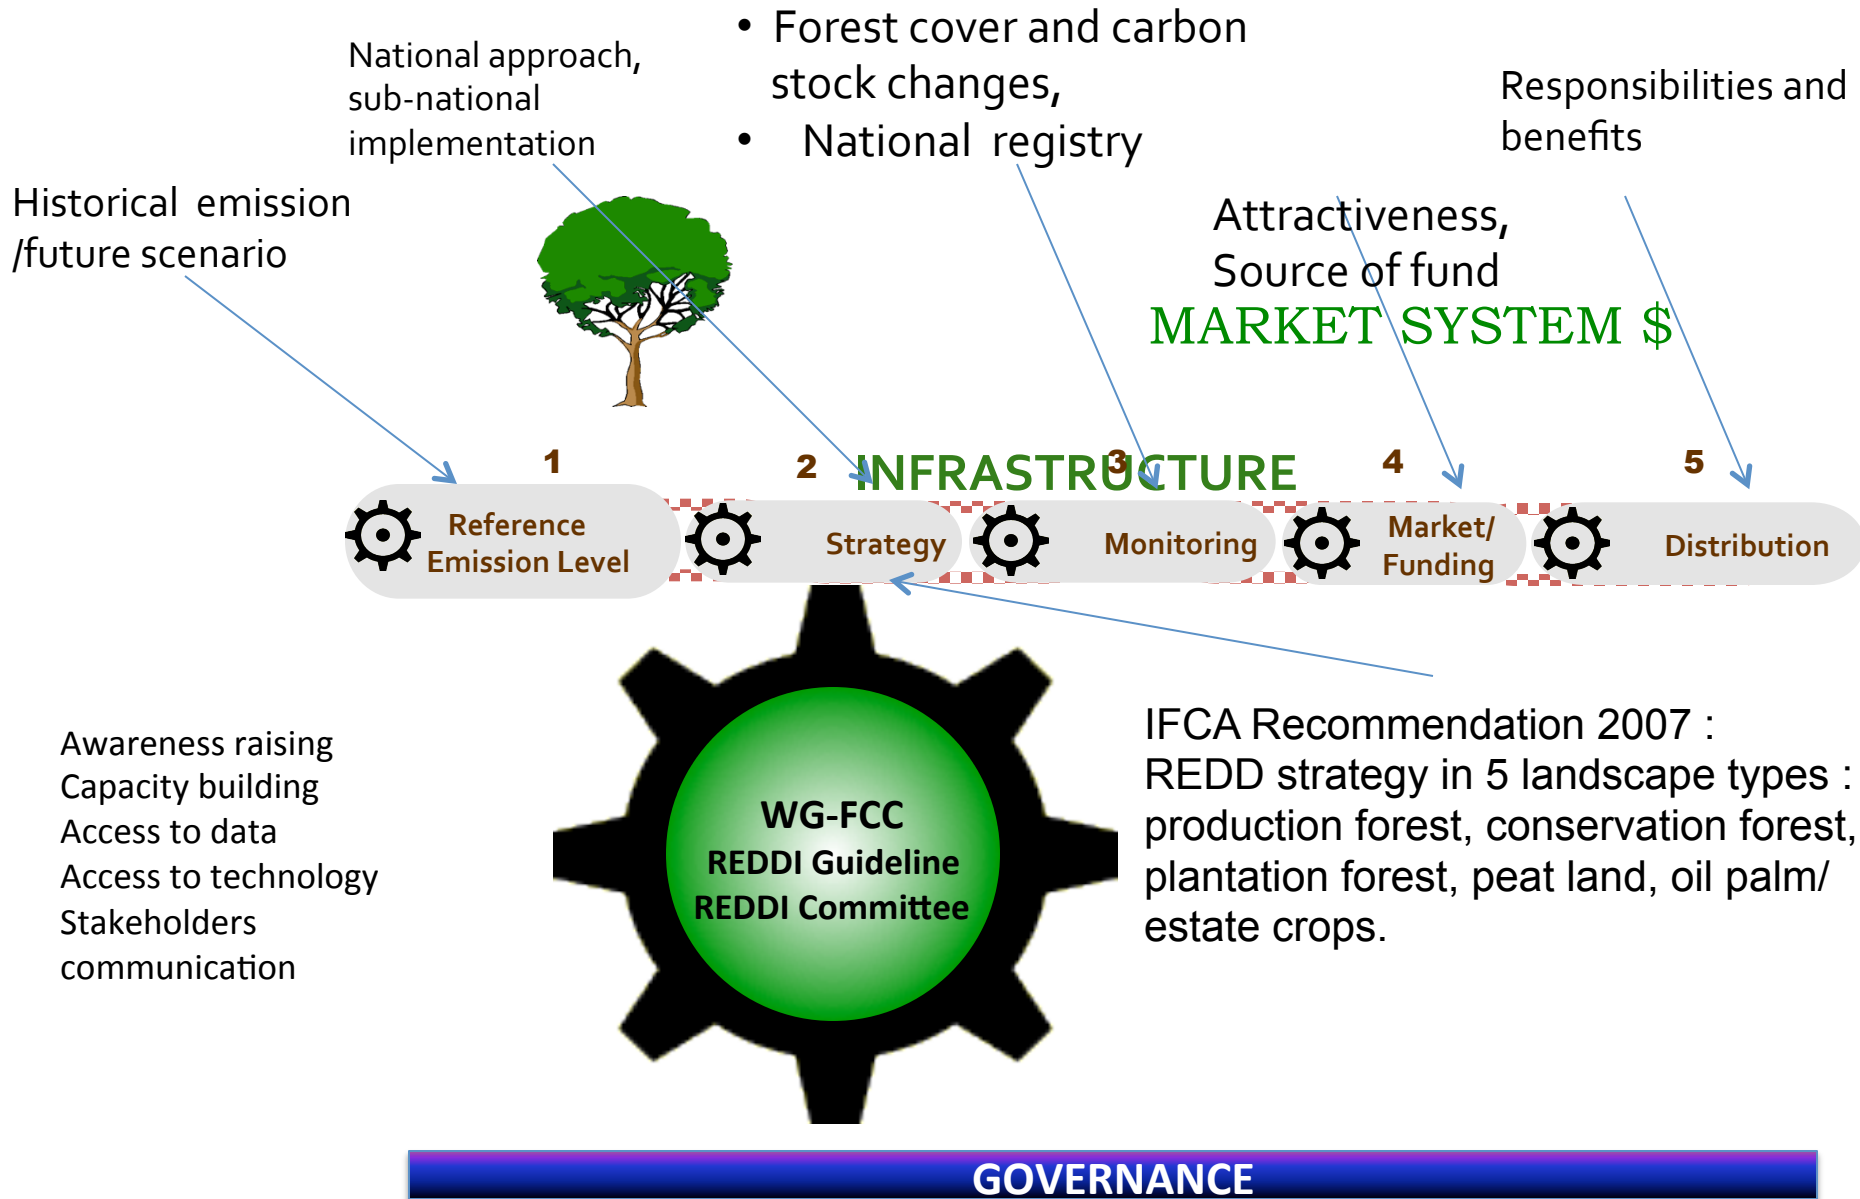 • Forest cover and carbon
stock changes,
• National registry
National approach,
sub-national
implementation
Responsibilities and
benefits
Historical emission
/future scenario
Attractiveness,
Source of fund
MARKET SYSTEM $
INFRASTRUCTURE
1
2
3
4
5
Reference
Emission Level
Strategy
Monitoring
Market/
Funding
Distribution
Awareness raising
Capacity building
Access to data
Access to technology
Stakeholders
communication
WG-FCC
REDDI Guideline
REDDI Committee
IFCA Recommendation 2007 :
REDD strategy in 5 landscape types :
production forest, conservation forest,
plantation forest, peat land, oil palm/
estate crops.
GOVERNANCE